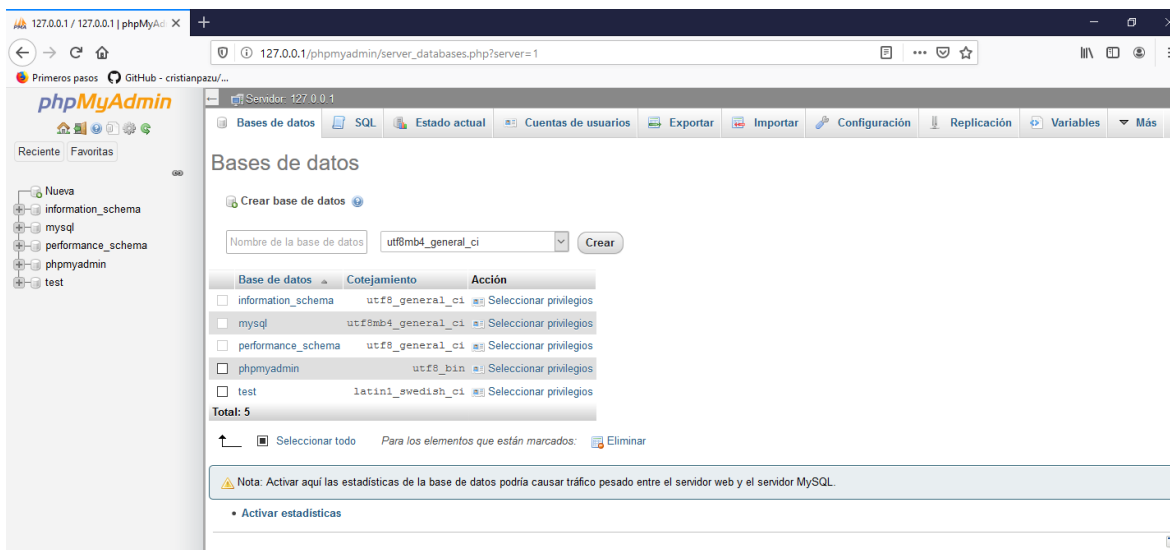 127.0.0.1 / 127.0.0.1 | phpMyAd
127.0.0.1/phpmyadmin/server_databases.php?server=1
Primeros pasos GitHub - cristianpazu/...
phpMyAdmin
Reciente Favoritas
Nueva
information_schema
mysql
performance_schema
phpmyadmin
test
Servidor: 127.0.0.1
Bases de datos SQL Estado actual Cuentas de usuarios Exportar Importar Configuración Replicación Variables Más
Bases de datos
Crear base de datos
Nombre de la base de datos utf8mb4_general_ci Crear
Base de datos Cotejamiento Acción
information_schema utf8_general_ci Seleccionar privilegios
mysql utf8mb4_general_ci Seleccionar privilegios
performance_schema utf8_general_ci Seleccionar privilegios
phpmyadmin utf8_bin Seleccionar privilegios
test latin1_swedish_ci Seleccionar privilegios
Total: 5
Seleccionar todo Para los elementos que están marcados: Eliminar
Nota: Activar aquí las estadísticas de la base de datos podría causar tráfico pesado entre el servidor web y el servidor MySQL.
• Activar estadísticas